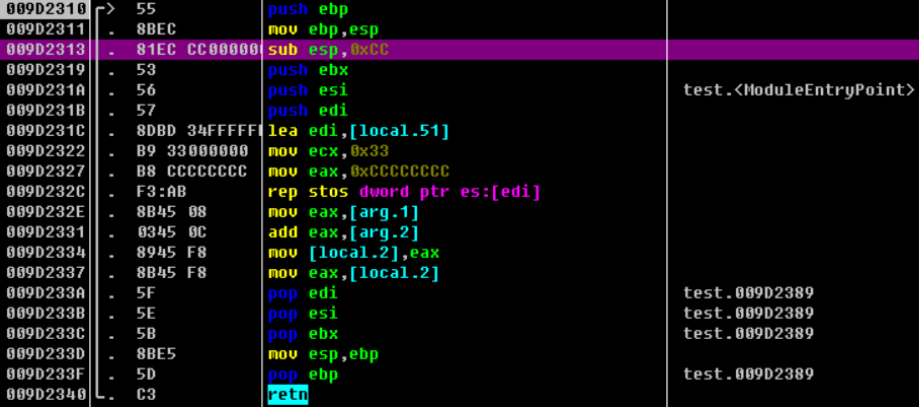 009D2310 > 55 push ebp
009D2311 . 8BEC mov ebp,esp
009D2313 . 81EC CC00000 sub esp,0xCC
009D2319 . 53 push ebx
009D231A . 56 push esi test.<ModuleEntryPoint>
009D231B . 57 push edi
009D231C . 8DBD 34FFFFF lea edi,[local.51]
009D2322 . B9 33000000 mov ecx,0x33
009D2327 . B8 CCCCCCCC mov eax,0xCCCCCCCC
009D232C . F3:AB rep stos dword ptr es:[edi]
009D232E . 8B45 08 mov eax,[arg.1]
009D2331 . 0345 0C add eax,[arg.2]
009D2334 . 8945 F8 mov [local.2],eax
009D2337 . 8B45 F8 mov eax,[local.2]
009D233A . 5F pop edi test.009D2389
009D233B . 5E pop esi test.009D2389
009D233C . 5B pop ebx test.009D2389
009D233D . 8BE5 mov esp,ebp
009D233F . 5D pop ebp test.009D2389
009D2340 . C3 retn